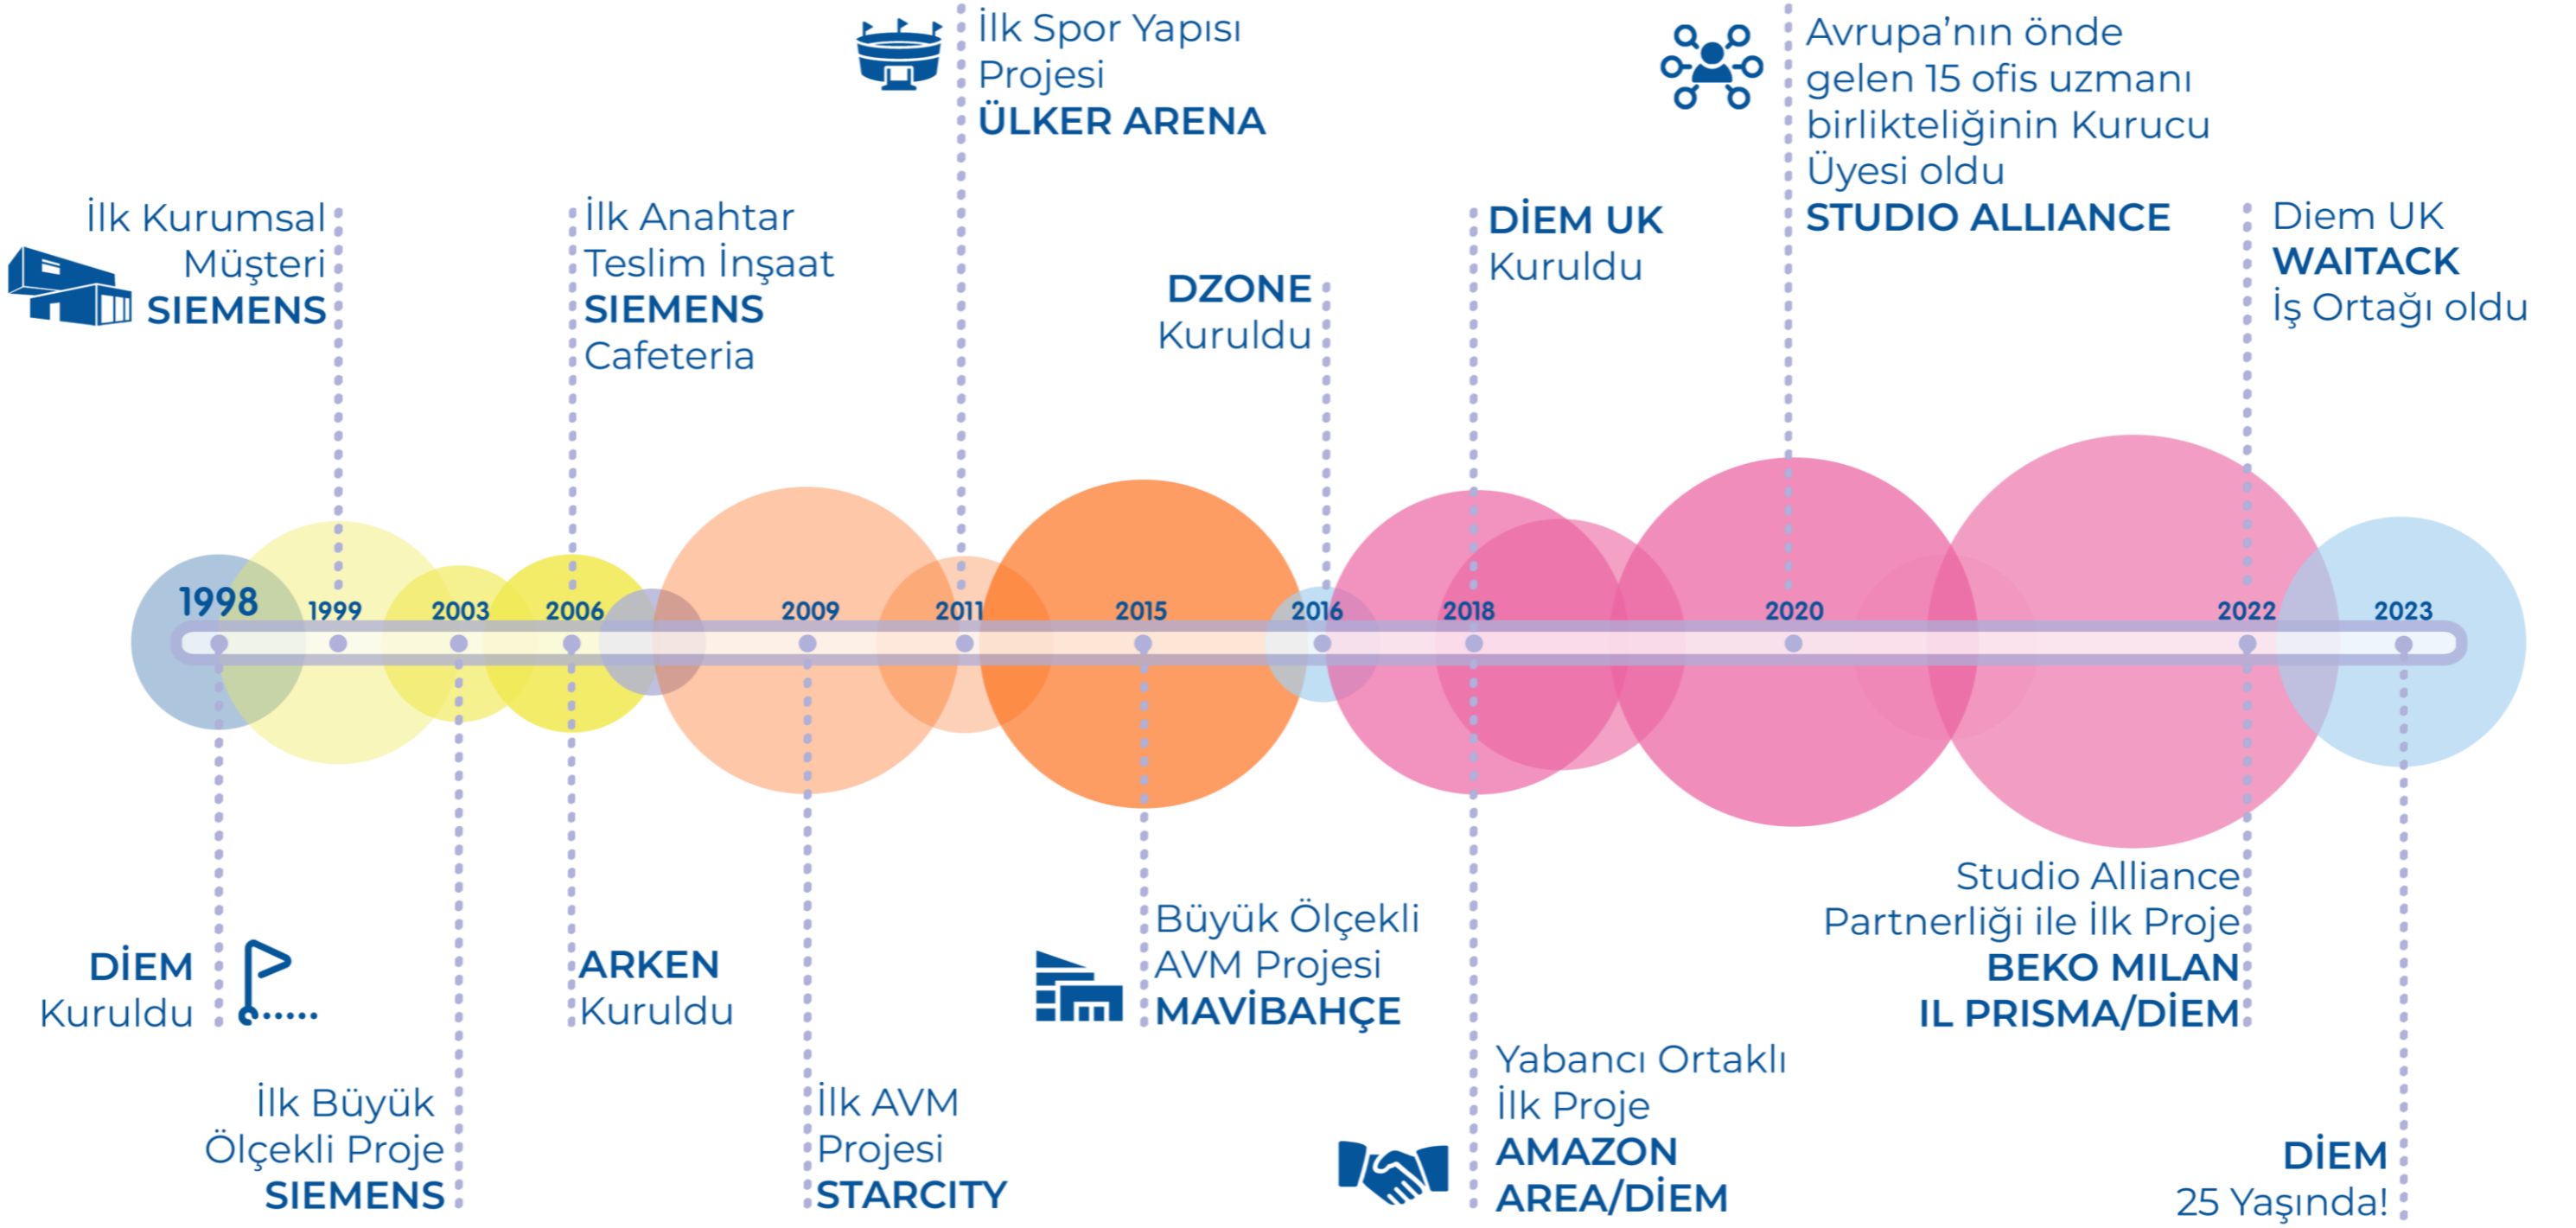 İlk Spor Yapısı
Projesi
ÜLKER ARENA
Avrupa'nın önde
gelen 15 ofis uzmanı
birlikteliğinin Kurucu
Üyesi oldu
STUDIO ALLIANCE
İlk Kurumsal
Müşteri
SIEMENS
İlk Anahtar
Teslim İnşaat
SIEMENS
Cafeteria
DZONE
Kuruldu
DİEM UK
Kuruldu
Diem UK
WAITACK
İş Ortağı oldu
1998
1999
2003
2006
2009
2011
2015
2016
2018
2020
2022
2023
DİEM
Kuruldu
İlk Büyük
Ölçekli Proje
SIEMENS
ARKEN
Kuruldu
İlk AVM
Projesi
STARCITY
Büyük Ölçekli
AVM Projesi
MAVİBAHÇE
Yabancı Ortaklı
İlk Proje
AMAZON
AREA/DİEM
Studio Alliance
Partnerliği ile İlk Proje
BEKO MILAN
IL PRISMA/DİEM
DİEM
25 Yaşında!